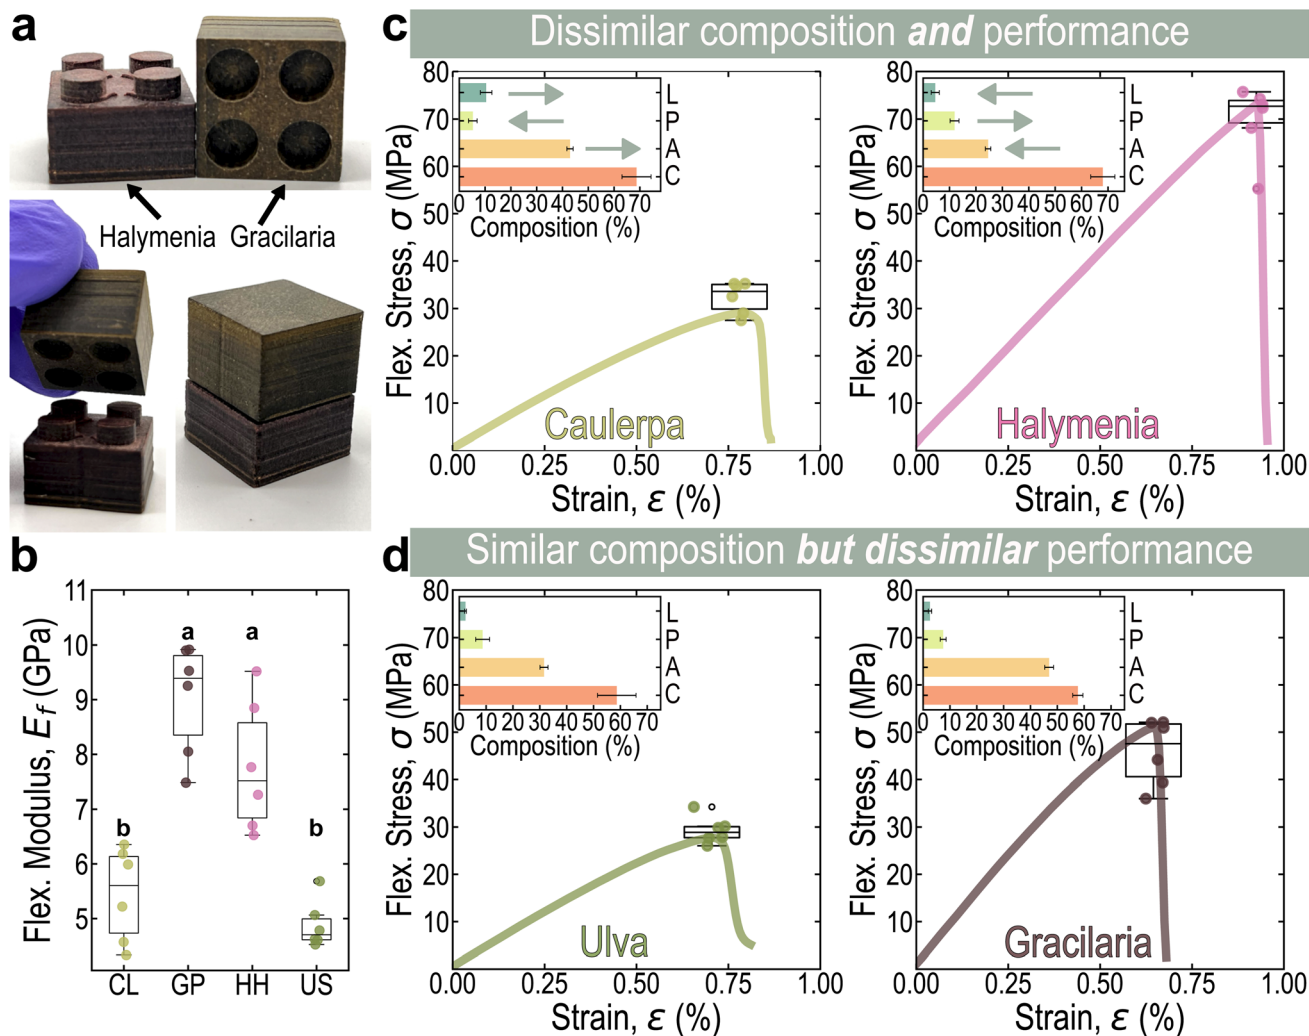 a
Halymenia Gracilaria
b
Flex. Modulus, E_f (GPa)
11
10
9
8
7
6
5
b
a
a
b
CL GP HH US
c
Dissimilar composition and performance
Flex. Stress, σ (MPa)
80
70
60
50
40
30
20
10
L
P
A
C
0 10 20 30 40 50 60 70
Composition (%)
Caulerpa
0.00 0.25 0.50 0.75 1.00
Strain, ε (%)
Flex. Stress, σ (MPa)
80
70
60
50
40
30
20
10
L
P
A
C
0 10 20 30 40 50 60 70
Composition (%)
Halymenia
0.00 0.25 0.50 0.75 1.00
Strain, ε (%)
d
Similar composition but dissimilar performance
Flex. Stress, σ (MPa)
80
70
60
50
40
30
20
10
L
P
A
C
0 10 20 30 40 50 60 70
Composition (%)
Ulva
0.00 0.25 0.50 0.75 1.00
Strain, ε (%)
Flex. Stress, σ (MPa)
80
70
60
50
40
30
20
10
L
P
A
C
0 10 20 30 40 50 60 70
Composition (%)
Gracilaria
0.00 0.25 0.50 0.75 1.00
Strain, ε (%)